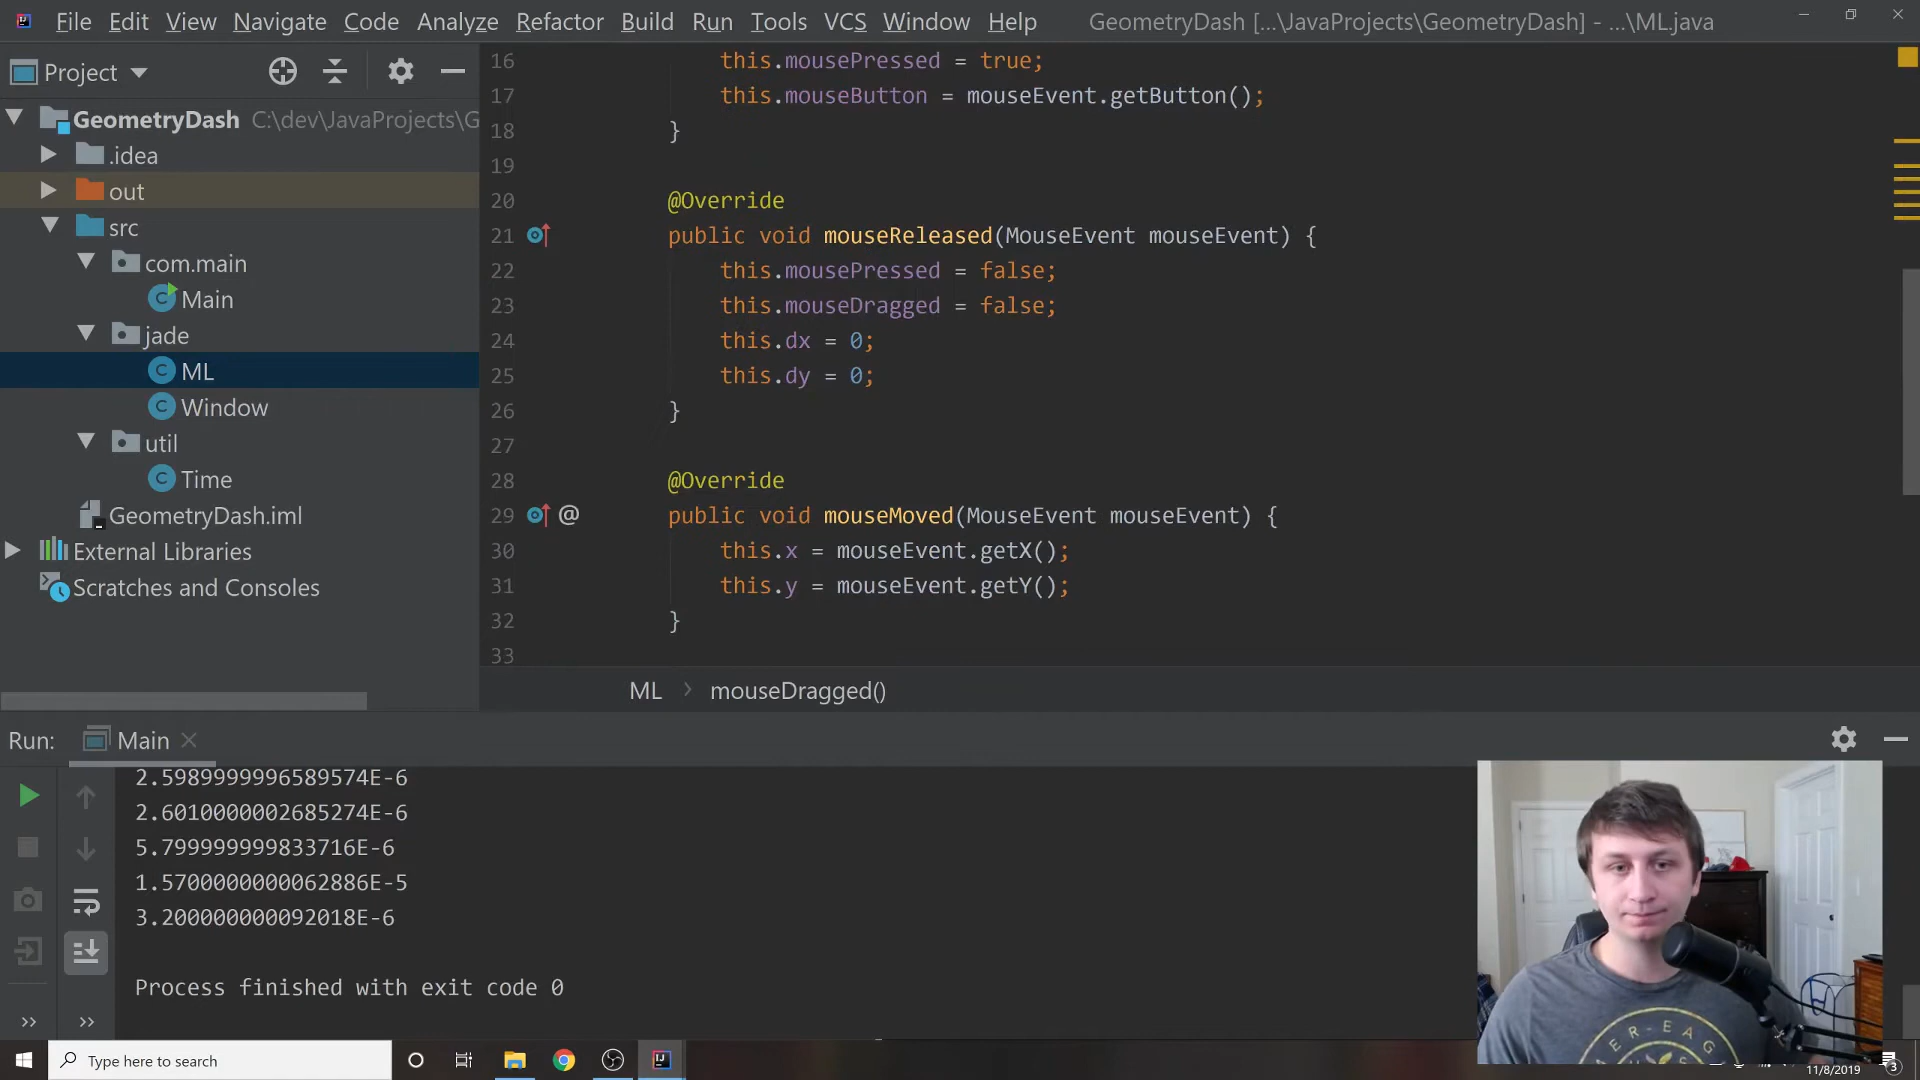 File Edit View Navigate Code Analyze Refactor Build Run Tools VCS Window Help GeometryDash [...\JavaProjects\GeometryDash] - ...\ML.java
Project
GeometryDash C:\dev\JavaProjects\G
.idea
out
src
com.main
Main
jade
ML
Window
util
Time
GeometryDash.iml
External Libraries
Scratches and Consoles
16 this.mousePressed = true;
17 this.mouseButton = mouseEvent.getButton();
18 }
19
20 @Override
21 public void mouseReleased(MouseEvent mouseEvent) {
22 this.mousePressed = false;
23 this.mouseDragged = false;
24 this.dx = 0;
25 this.dy = 0;
26 }
27
28 @Override
29 @ public void mouseMoved(MouseEvent mouseEvent) {
30 this.x = mouseEvent.getX();
31 this.y = mouseEvent.getY();
32 }
33
ML › mouseDragged()
Run: Main
2.5989999996589574E-6
2.6010000002685274E-6
5.799999999833716E-6
1.5700000000062886E-5
3.200000000092018E-6
Process finished with exit code 0
Type here to search
11/8/2019
3